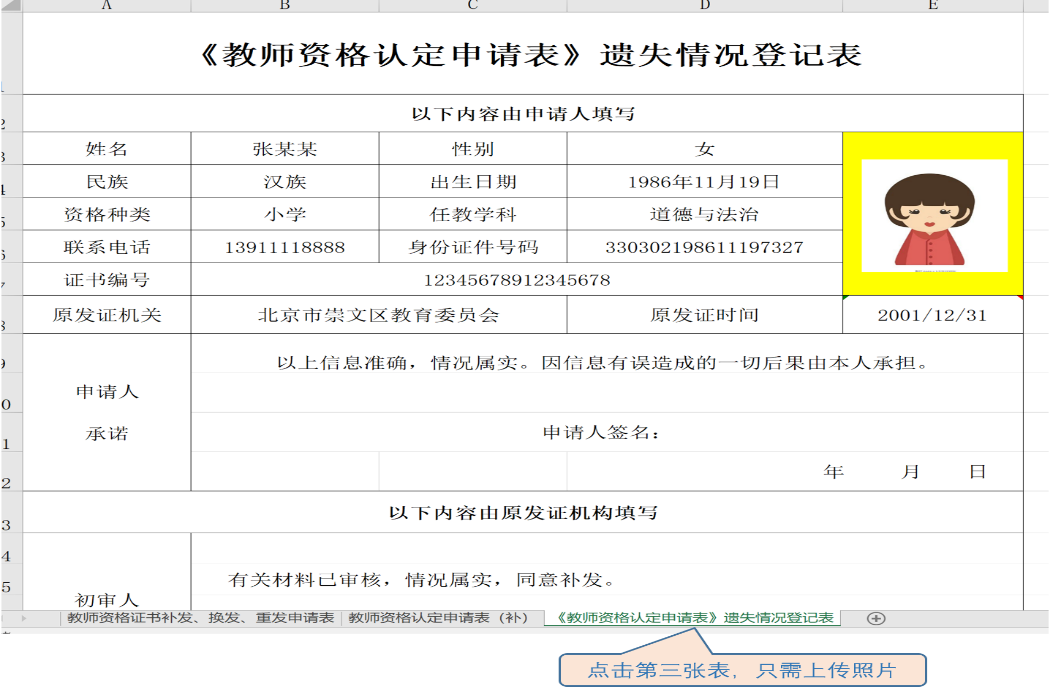 A B C D E
《教师资格认定申请表》遗失情况登记表
以下内容由申请人填写
姓名 张某某 性别 女
民族 汉族 出生日期 1986年11月19日
资格种类 小学 任教学科 道德与法治
联系电话 13911118888 身份证件号码 330302198611197327
证书编号 12345678912345678
原发证机关 北京市崇文区教育委员会 原发证时间 2001/12/31
以上信息准确，情况属实。因信息有误造成的一切后果由本人承担。
申请人
承诺
申请人签名：
年 月 日
以下内容由原发证机构填写
有关材料已审核，情况属实，同意补发。
初审人
教师资格证书补发、换发、重发申请表 教师资格认定申请表（补） 《教师资格认定申请表》遗失情况登记表
点击第三张表，只需上传照片